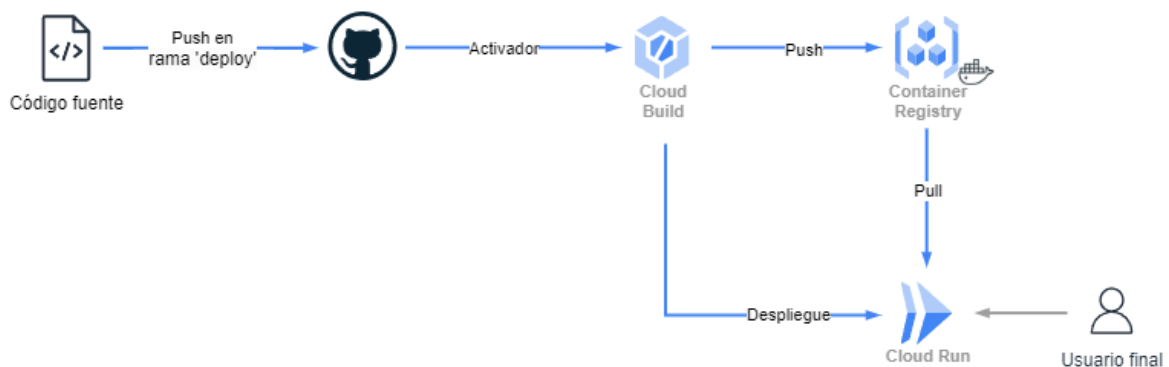 Push en
rama 'deploy'
Activador
Push
</>
Código fuente
Cloud
Build
Container
Registry
Pull
Despliegue
Cloud Run
Usuario final